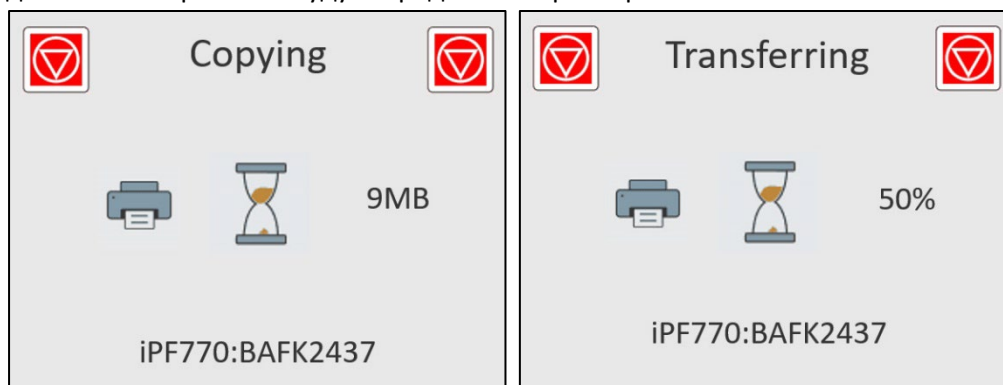 Copying
9MB
iPF770:BAFK2437
Transferring
50%
iPF770:BAFK2437